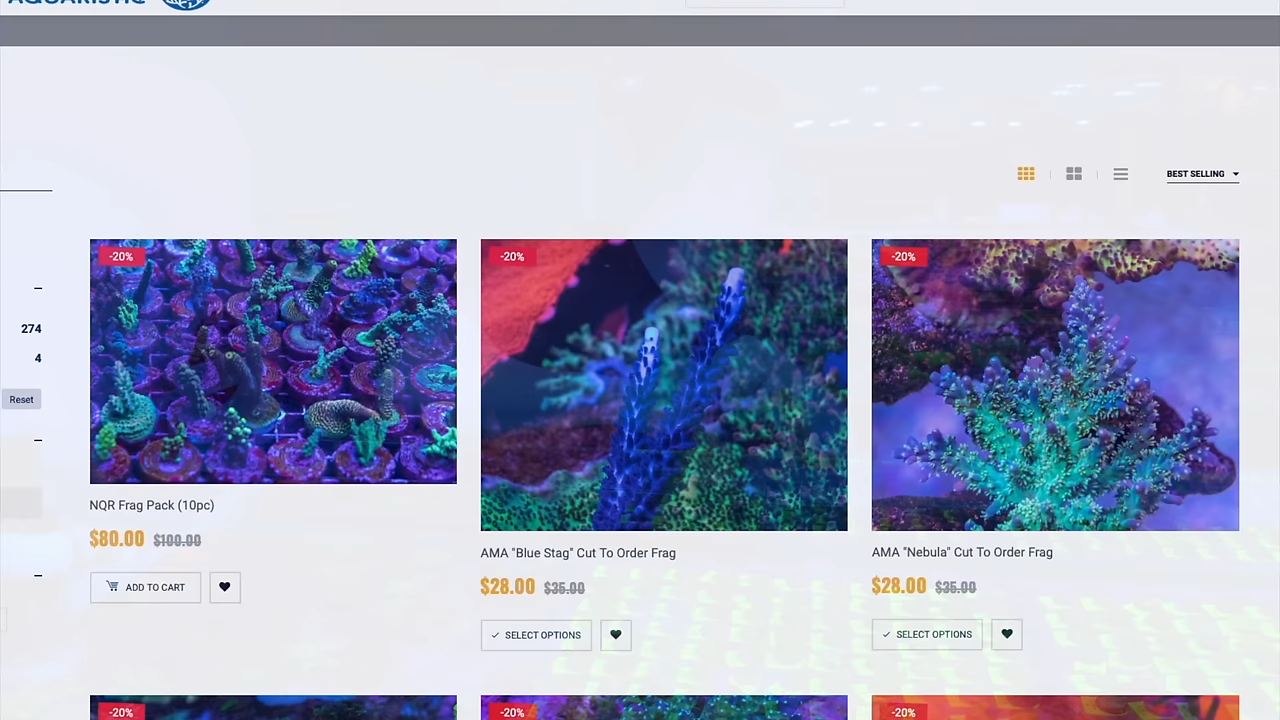 AQUARISTIC
BEST SELLING
274
4
Reset
-20%
NQR Frag Pack (10pc)
$80.00 $100.00
ADD TO CART
-20%
AMA "Blue Stag" Cut To Order Frag
$28.00 $35.00
SELECT OPTIONS
-20%
AMA "Nebula" Cut To Order Frag
$28.00 $35.00
SELECT OPTIONS
-20%
-20%
-20%